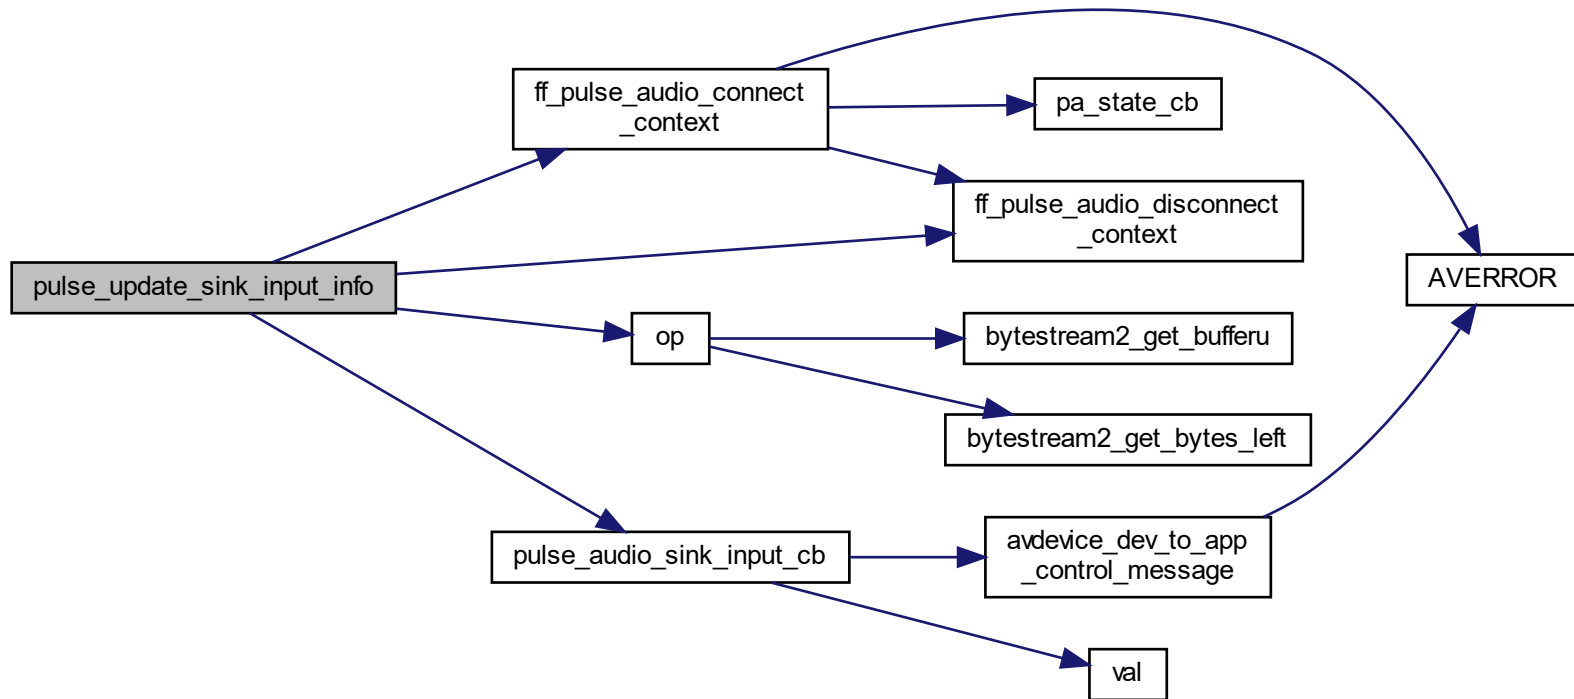 ff_pulse_audio_connect
_context
pa_state_cb
ff_pulse_audio_disconnect
_context
AVERROR
pulse_update_sink_input_info
op
bytestream2_get_bufferu
bytestream2_get_bytes_left
pulse_audio_sink_input_cb
avdevice_dev_to_app
_control_message
val